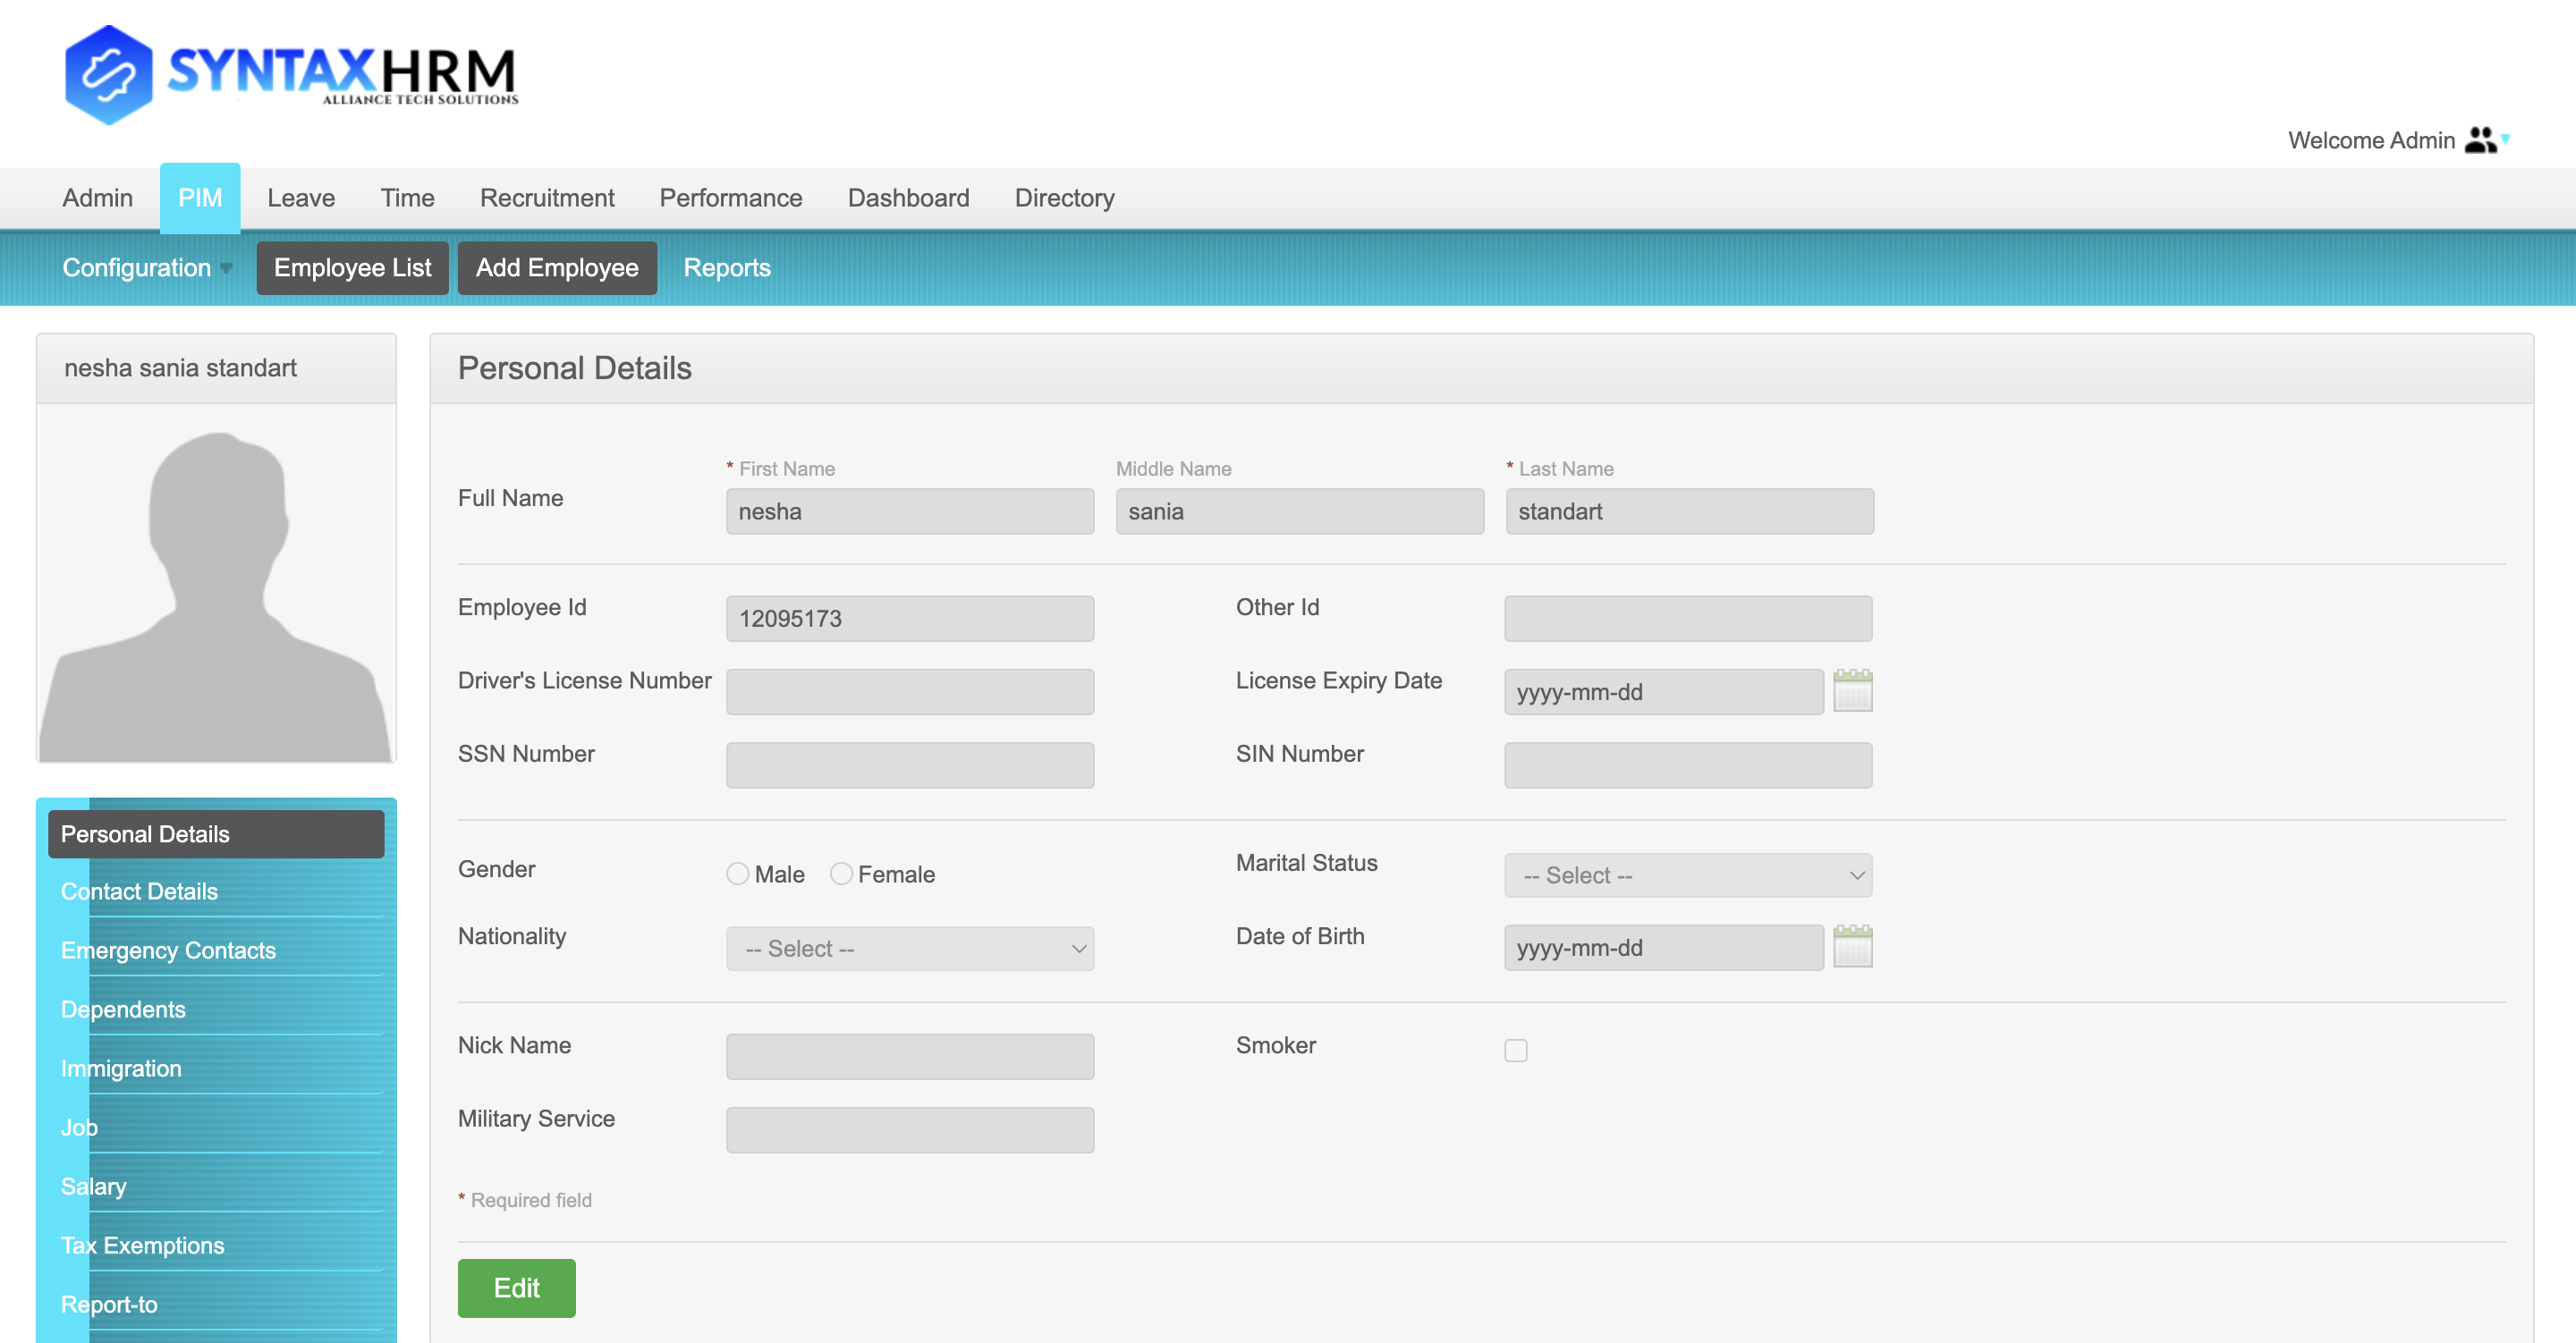 SYNTAXHRM
ALLIANCE TECH SOLUTIONS
Welcome Admin
Admin PIM Leave Time Recruitment Performance Dashboard Directory
Configuration Employee List Add Employee Reports
nesha sania standart
Personal Details
Contact Details
Emergency Contacts
Dependents
Immigration
Job
Salary
Tax Exemptions
Report-to
Personal Details
* First Name Middle Name * Last Name
Full Name nesha sania standart
Employee Id 12095173 Other Id
Driver's License Number License Expiry Date yyyy-mm-dd
SSN Number SIN Number
Gender Male Female Marital Status -- Select --
Nationality -- Select -- Date of Birth yyyy-mm-dd
Nick Name Smoker
Military Service
* Required field
Edit